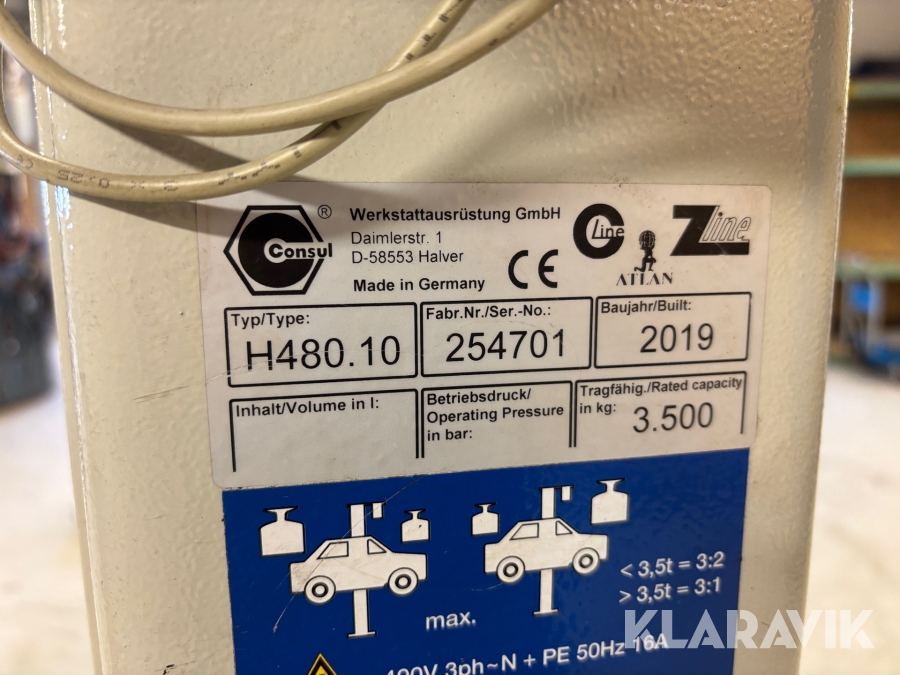 Consul ®
Werkstattausrüstung GmbH
Daimlerstr. 1
D-58553 Halver
Made in Germany
CE
C Line
ATLAN
Z line
Typ/Type:
H480.10
Fabr.Nr./Ser.-No.:
254701
Baujahr/Built:
2019
Inhalt/Volume in l:
Betriebsdruck/
Operating Pressure
in bar:
Tragfähig./Rated capacity
in kg:
3.500
< 3,5t = 3:2
> 3,5t = 3:1
max.
400V 3ph~N + PE 50Hz 16A
KLARAVIK